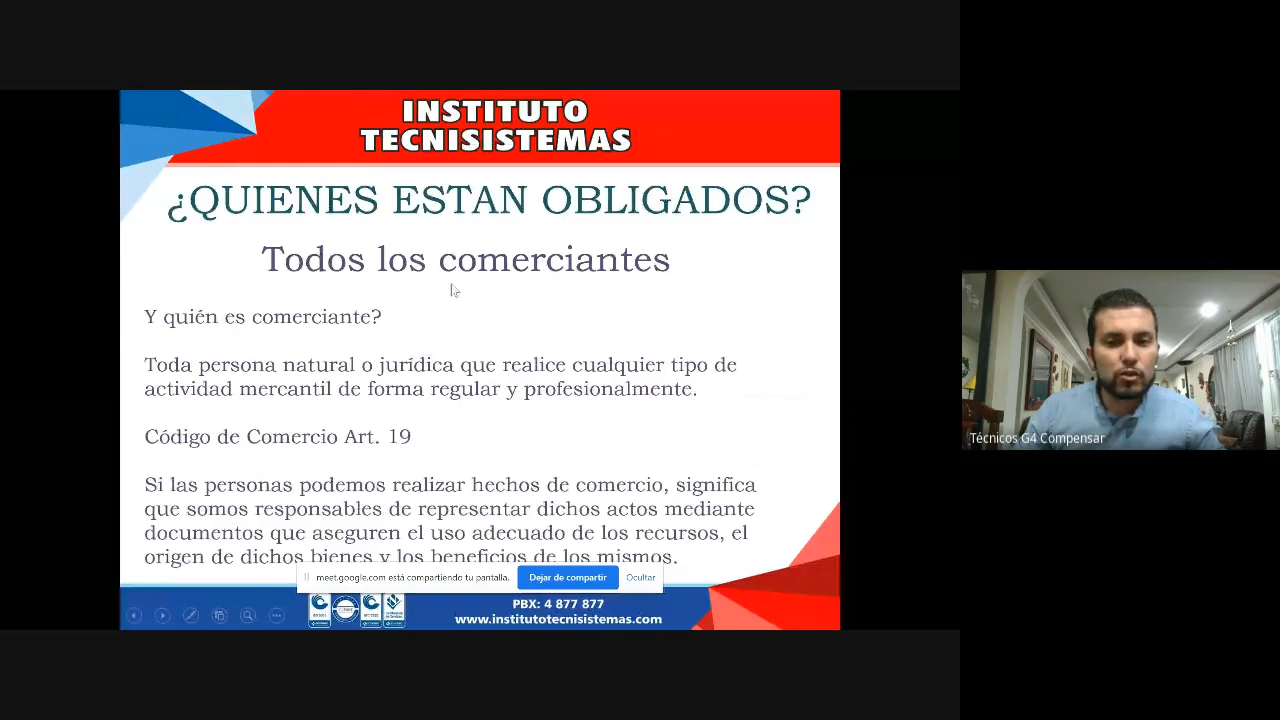 INSTITUTO
TECNISISTEMAS
¿QUIENES ESTAN OBLIGADOS?
Todos los comerciantes
Y quién es comerciante?
Toda persona natural o jurídica que realice cualquier tipo de
actividad mercantil de forma regular y profesionalmente.
Código de Comercio Art. 19
Si las personas podemos realizar hechos de comercio, significa
que somos responsables de representar dichos actos mediante
documentos que aseguren el uso adecuado de los recursos, el
origen de dichos bienes y los beneficios de los mismos.
meet.google.com está compartiendo tu pantalla.
Dejar de compartir
Ocultar
PBX: 4 877 877
www.institutotecnisistemas.com
Técnicos G4 Compensar